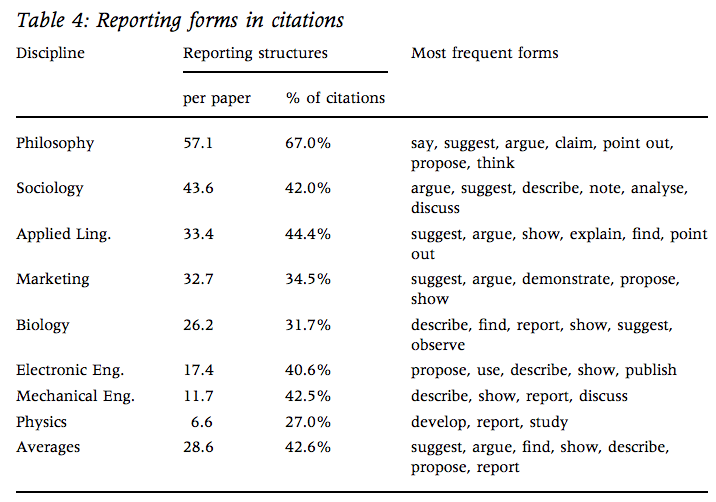 Table 4: Reporting forms in citations
Discipline Reporting structures Most frequent forms
per paper % of citations
Philosophy 57.1 67.0% say, suggest, argue, claim, point out,
propose, think
Sociology 43.6 42.0% argue, suggest, describe, note, analyse,
discuss
Applied Ling. 33.4 44.4% suggest, argue, show, explain, find, point
out
Marketing 32.7 34.5% suggest, argue, demonstrate, propose,
show
Biology 26.2 31.7% describe, find, report, show, suggest,
observe
Electronic Eng. 17.4 40.6% propose, use, describe, show, publish
Mechanical Eng. 11.7 42.5% describe, show, report, discuss
Physics 6.6 27.0% develop, report, study
Averages 28.6 42.6% suggest, argue, find, show, describe,
propose, report